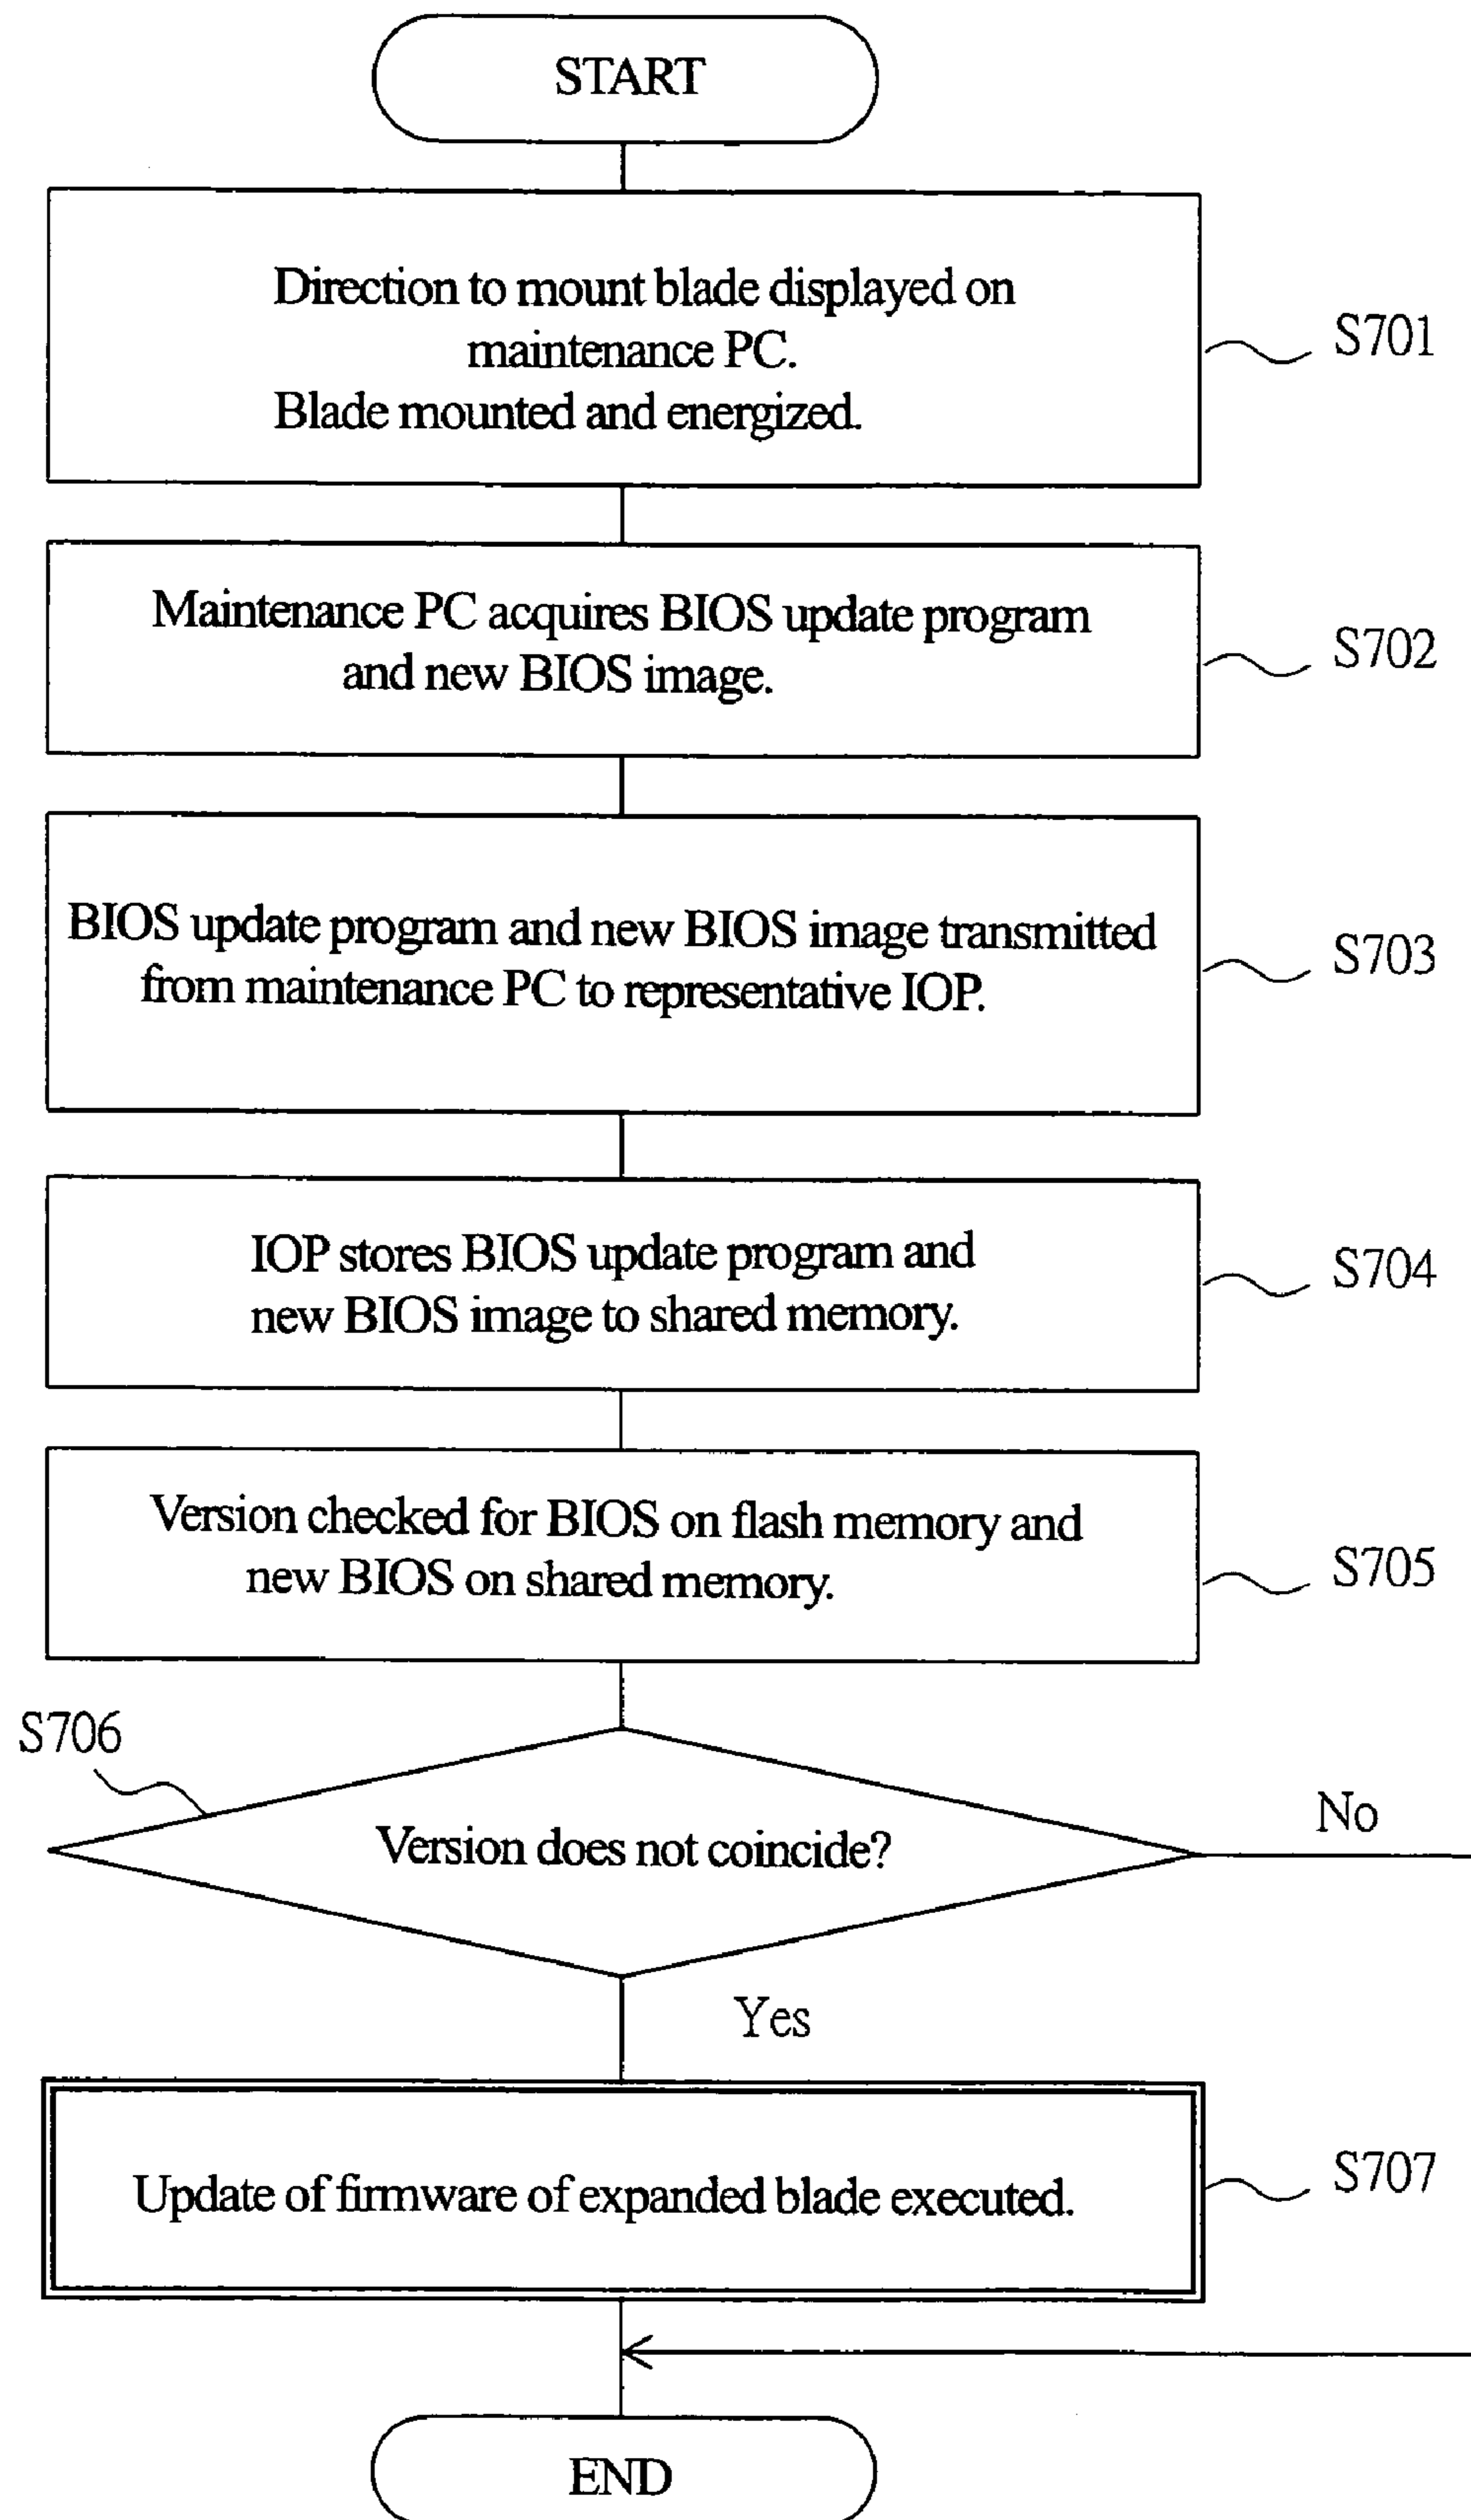 START
Direction to mount blade displayed on
maintenance PC.
Blade mounted and energized.
S701
Maintenance PC acquires BIOS update program
and new BIOS image.
S702
BIOS update program and new BIOS image transmitted
from maintenance PC to representative IOP.
S703
IOP stores BIOS update program and
new BIOS image to shared memory.
S704
Version checked for BIOS on flash memory and
new BIOS on shared memory.
S705
S706
Version does not coincide?
No
Yes
Update of firmware of expanded blade executed.
S707
END